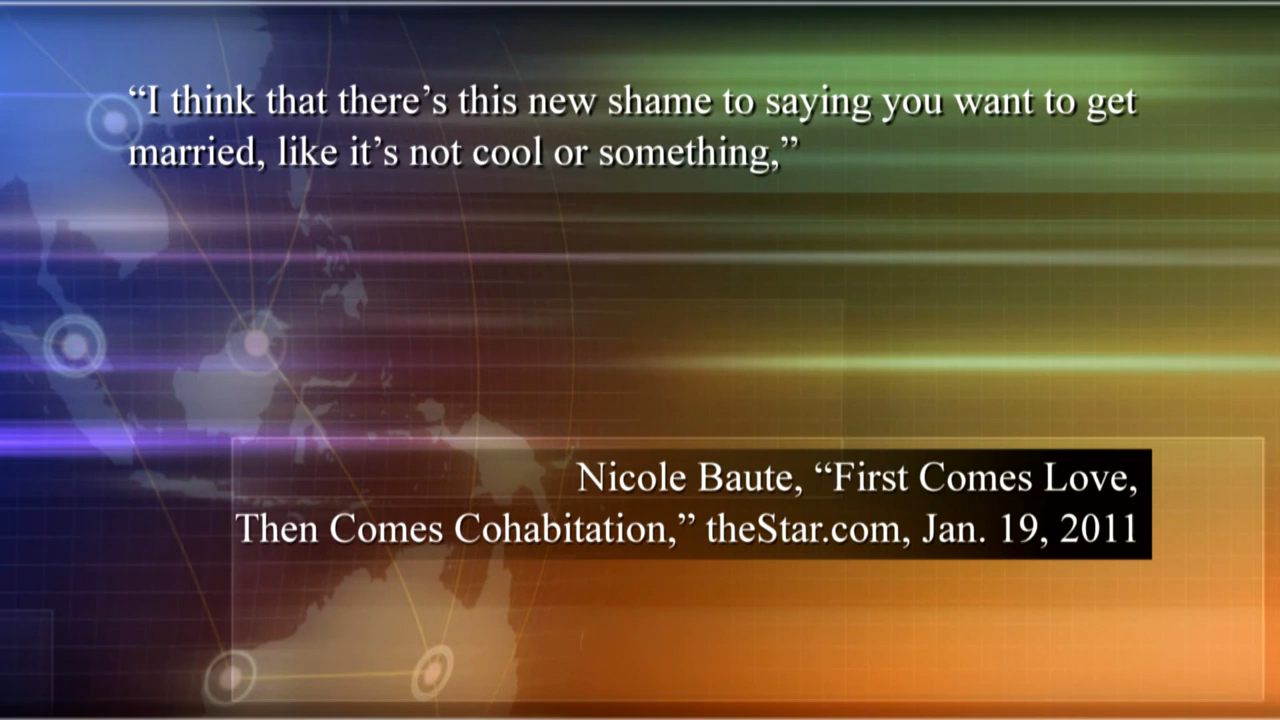 “I think that there’s this new shame to saying you want to get
married, like it’s not cool or something,”
Nicole Baute, “First Comes Love,
Then Comes Cohabitation,” theStar.com, Jan. 19, 2011